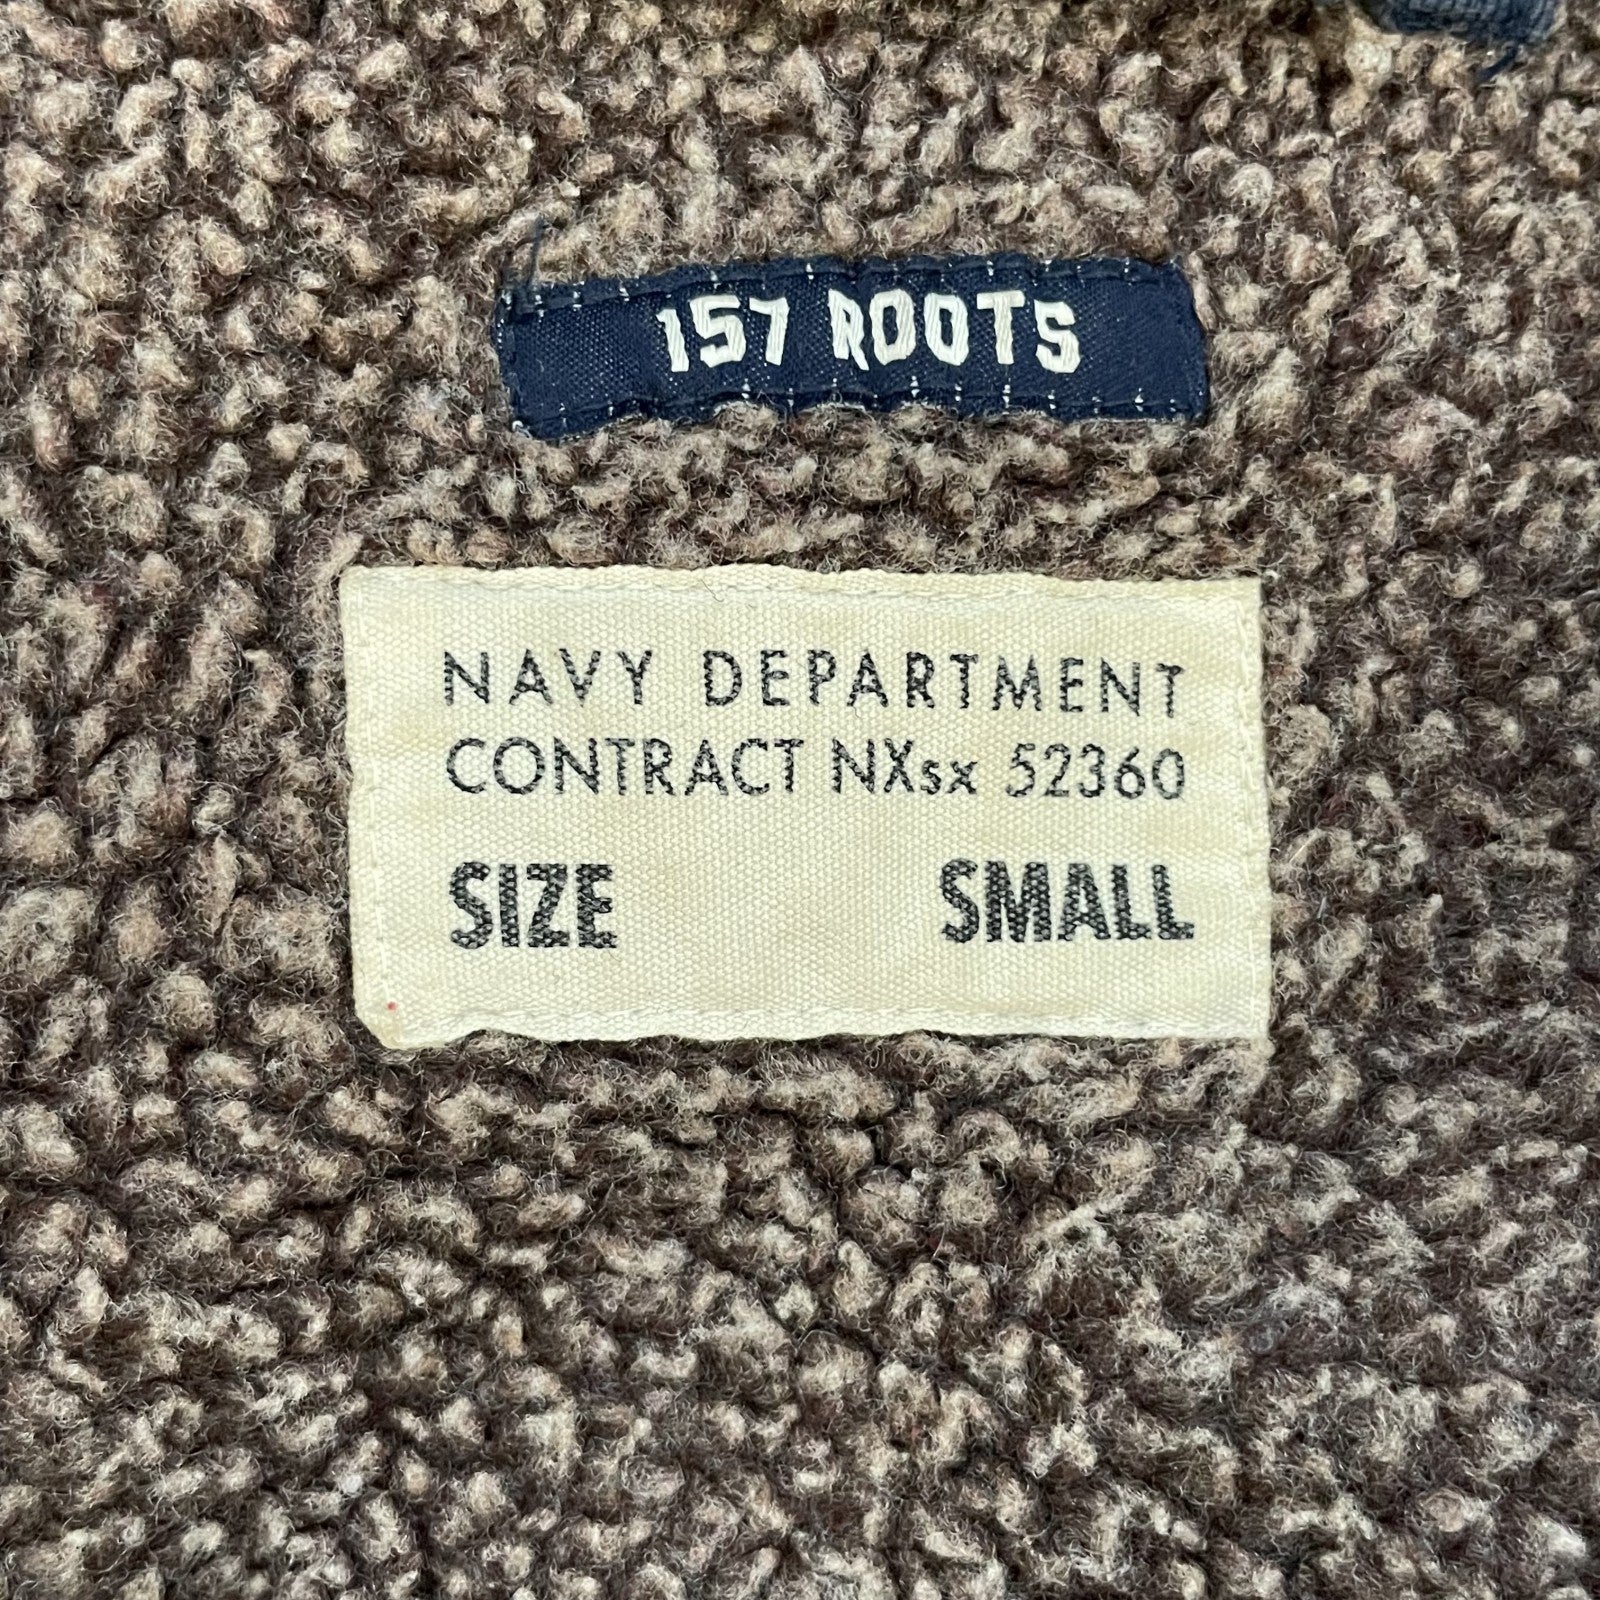 157 ROOTS
NAVY DEPARTMENT
CONTRACT NXsx 52360
SIZE SMALL